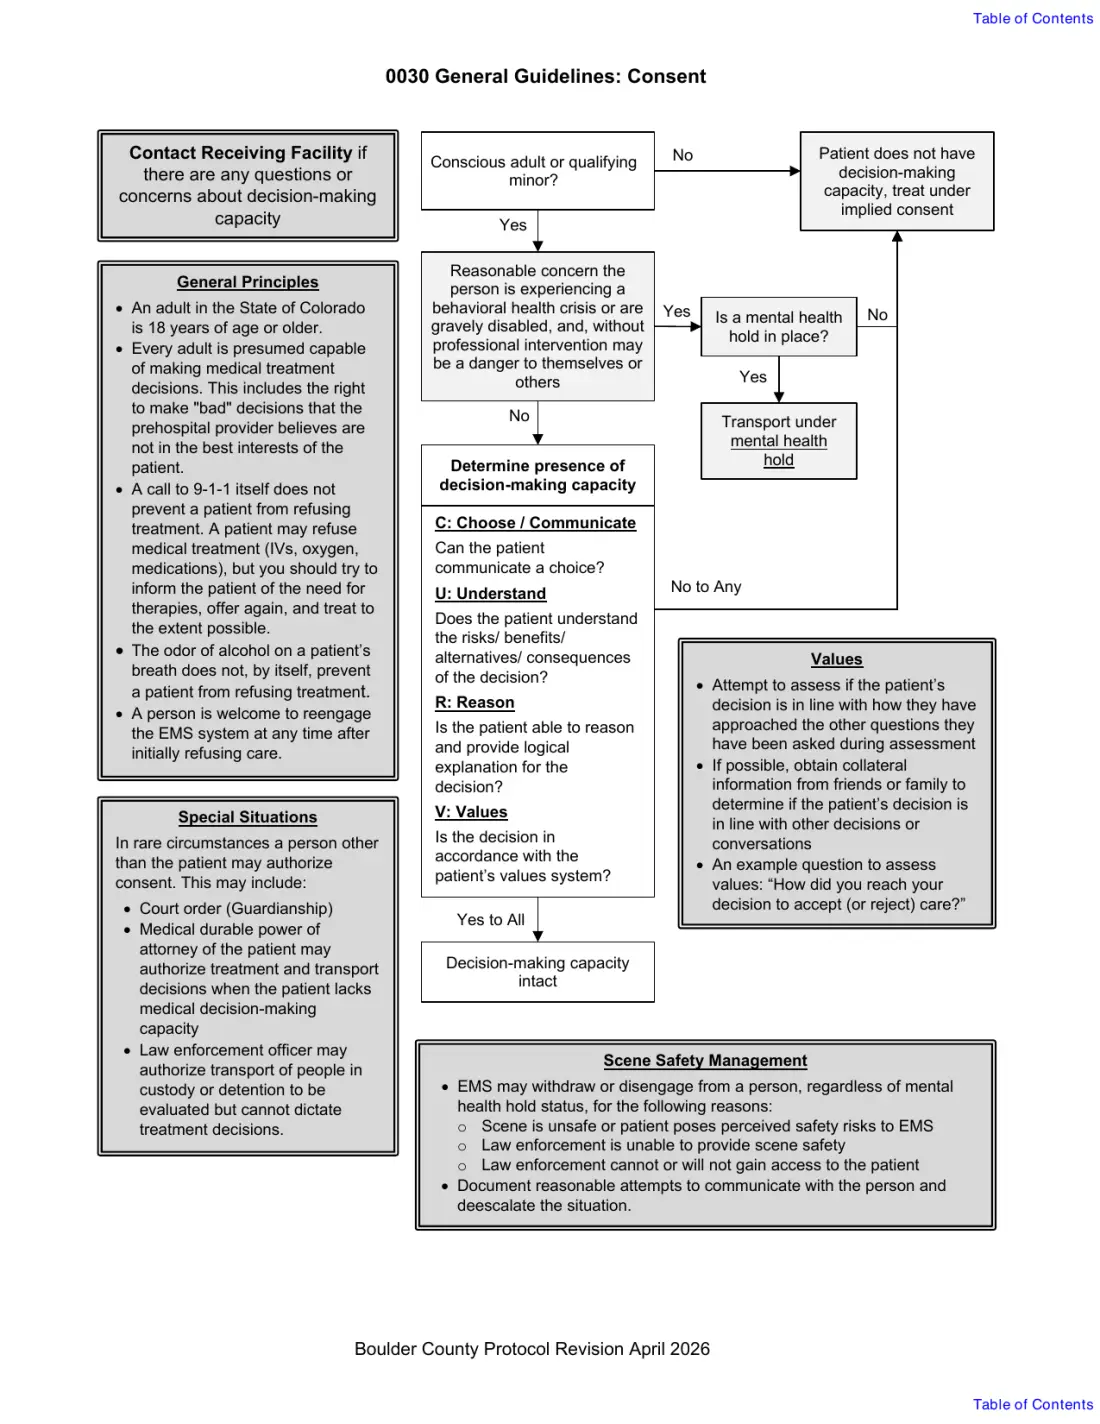 Table of Contents
0030 General Guidelines: Consent
Contact Receiving Facility if
there are any questions or
concerns about decision-making
capacity
General Principles
• An adult in the State of Colorado
is 18 years of age or older.
• Every adult is presumed capable
of making medical treatment
decisions. This includes the right
to make "bad" decisions that the
prehospital provider believes are
not in the best interests of the
patient.
• A call to 9-1-1 itself does not
prevent a patient from refusing
treatment. A patient may refuse
medical treatment (IVs, oxygen,
medications), but you should try to
inform the patient of the need for
therapies, offer again, and treat to
the extent possible.
• The odor of alcohol on a patient’s
breath does not, by itself, prevent
a patient from refusing treatment.
• A person is welcome to reengage
the EMS system at any time after
initially refusing care.
Special Situations
In rare circumstances a person other
than the patient may authorize
consent. This may include:
• Court order (Guardianship)
• Medical durable power of
attorney of the patient may
authorize treatment and transport
decisions when the patient lacks
medical decision-making
capacity
• Law enforcement officer may
authorize transport of people in
custody or detention to be
evaluated but cannot dictate
treatment decisions.
Conscious adult or qualifying
minor?
No
Patient does not have
decision-making
capacity, treat under
implied consent
Yes
Reasonable concern the
person is experiencing a
behavioral health crisis or are
gravely disabled, and, without
professional intervention may
be a danger to themselves or
others
Yes
Is a mental health
hold in place?
No
Yes
Transport under
mental health
hold
No
Determine presence of
decision-making capacity
C: Choose / Communicate
Can the patient
communicate a choice?
U: Understand
Does the patient understand
the risks/ benefits/
alternatives/ consequences
of the decision?
R: Reason
Is the patient able to reason
and provide logical
explanation for the
decision?
V: Values
Is the decision in
accordance with the
patient’s values system?
No to Any
Yes to All
Decision-making capacity
intact
Values
• Attempt to assess if the patient’s
decision is in line with how they have
approached the other questions they
have been asked during assessment
• If possible, obtain collateral
information from friends or family to
determine if the patient’s decision is
in line with other decisions or
conversations
• An example question to assess
values: “How did you reach your
decision to accept (or reject) care?”
Scene Safety Management
• EMS may withdraw or disengage from a person, regardless of mental
health hold status, for the following reasons:
o Scene is unsafe or patient poses perceived safety risks to EMS
o Law enforcement is unable to provide scene safety
o Law enforcement cannot or will not gain access to the patient
• Document reasonable attempts to communicate with the person and
deescalate the situation.
Boulder County Protocol Revision April 2026
Table of Contents